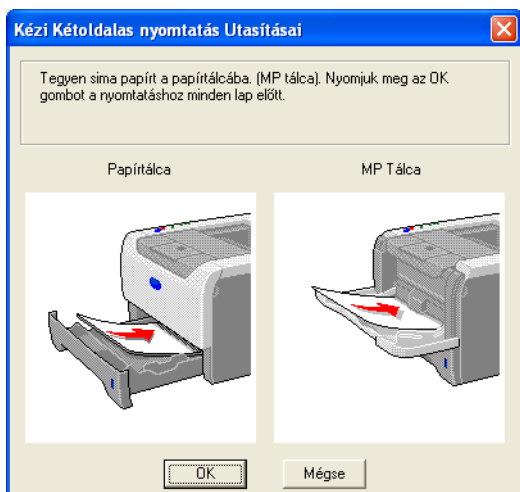 Kézi Kétoldalas nyomtatás Utasításai
Tegyen sima papírt a papírtálcába. (MP tálca). Nyomjuk meg az OK
gombot a nyomtatáshoz minden lap előtt.
Papírtálca
MP Tálca
OK
Mégse